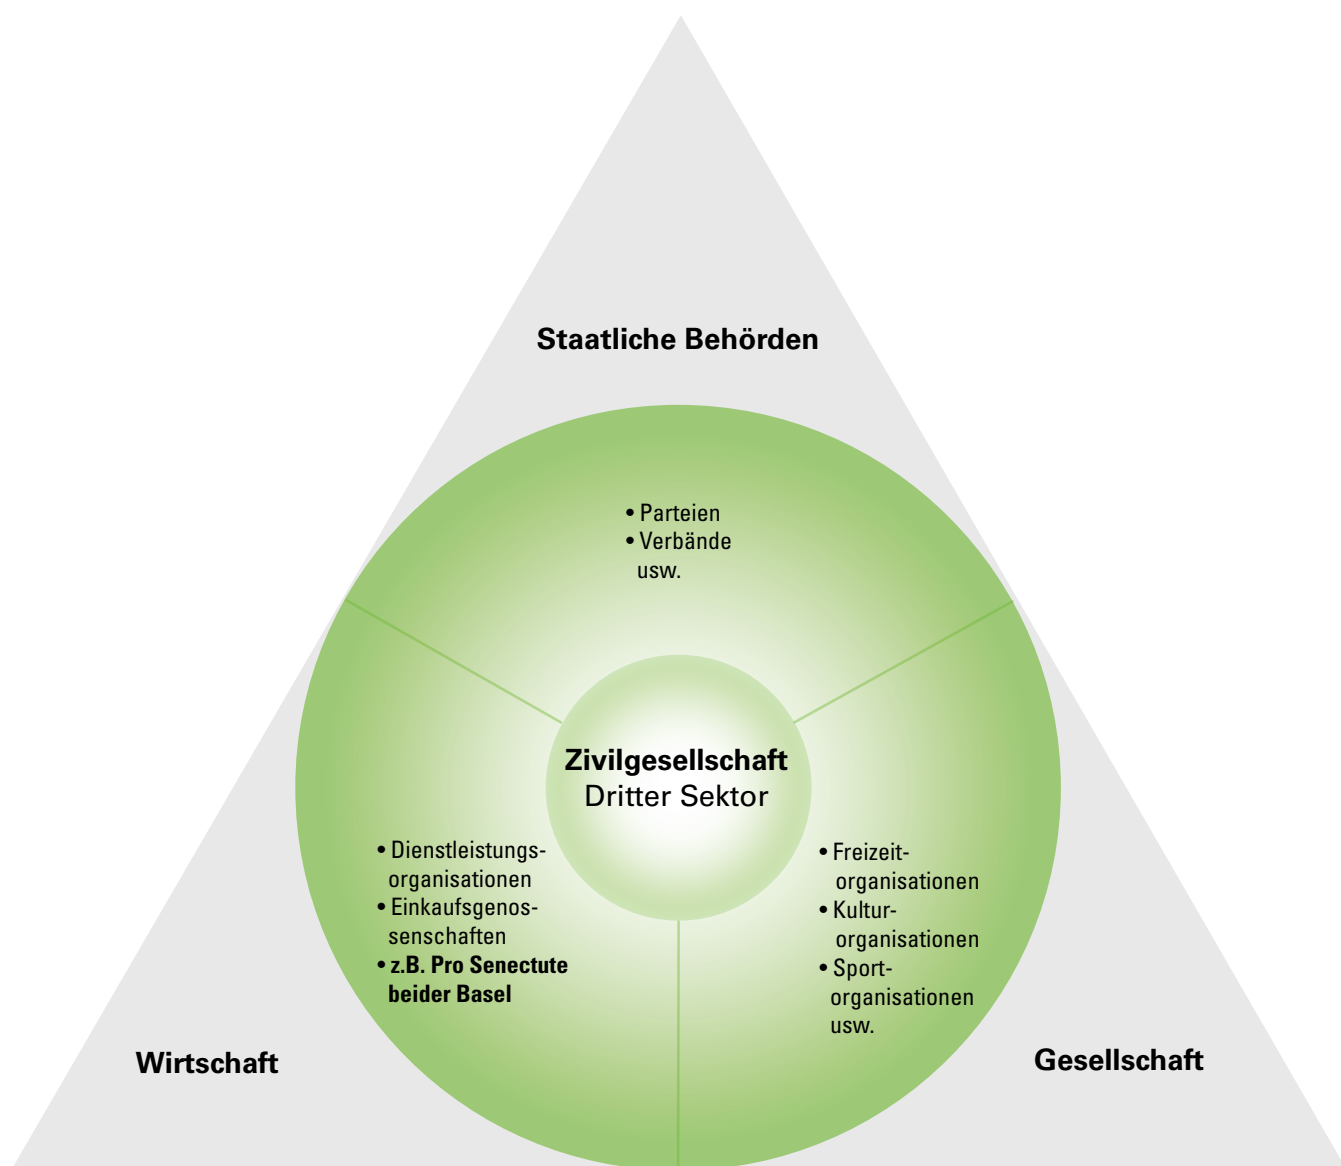 Staatliche Behörden
• Parteien
• Verbände
usw.
Zivilgesellschaft
Dritter Sektor
• Dienstleistungs-
organisationen
• Einkaufsgenos-
senschaften
• z.B. Pro Senectute
beider Basel
• Freizeit-
organisationen
• Kultur-
organisationen
• Sport-
organisationen
usw.
Wirtschaft
Gesellschaft